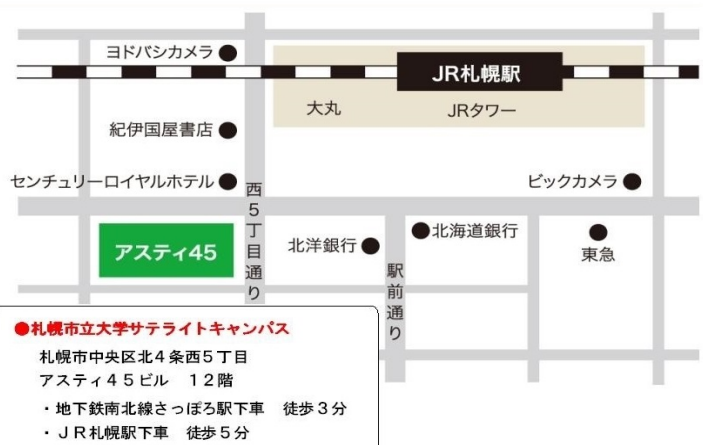 ヨドバシカメラ
JR札幌駅
大丸
JRタワー
紀伊国屋書店
センチュリーロイヤルホテル
ビックカメラ
西5丁目通り
アスティ45
北洋銀行
北海道銀行
東急
駅前通り
●札幌市立大学サテライトキャンパス
札幌市中央区北4条西5丁目
アスティ45ビル　12階
・地下鉄南北線さっぽろ駅下車　徒歩3分
・JR札幌駅下車　徒歩5分